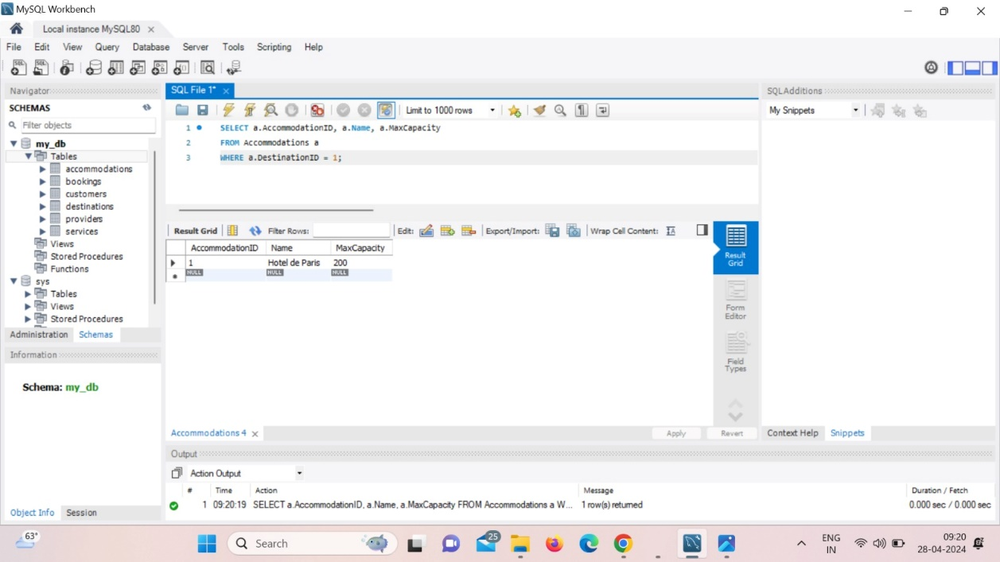 MySQL Workbench
Local instance MySQL80
File Edit View Query Database Server Tools Scripting Help
Navigator
SCHEMAS
Filter objects
my_db
Tables
accommodations
bookings
customers
destinations
providers
services
Views
Stored Procedures
Functions
sys
Tables
Views
Stored Procedures
Administration Schemas
Information
Schema: my_db
Object Info Session
SQL File 1*
Limit to 1000 rows
1 SELECT a.AccommodationID, a.Name, a.MaxCapacity
2 FROM Accommodations a
3 WHERE a.DestinationID = 1;
Result Grid Filter Rows: Edit: Export/Import: Wrap Cell Content:
AccommodationID Name MaxCapacity
1 Hotel de Paris 200
NULL NULL NULL
Result
Grid
Form
Editor
Field
Types
Accommodations 4 Apply Revert
SQLAdditions
My Snippets
Context Help Snippets
Output
Action Output
# Time Action Message Duration / Fetch
1 09:20:19 SELECT a.AccommodationID, a.Name, a.MaxCapacity FROM Accommodations a W... 1 row(s) returned 0.000 sec / 0.000 sec
63°
Search
25
ENG
IN
09:20
28-04-2024